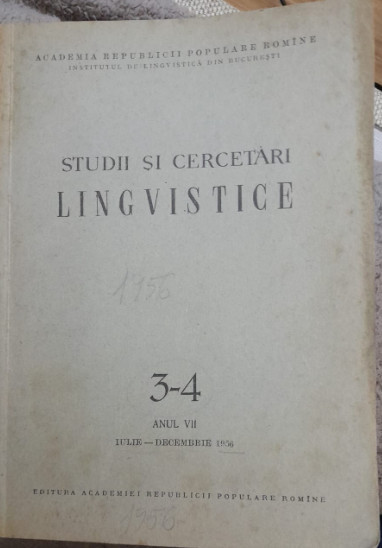 ACADEMIA REPUBLICII POPULARE ROMÎNE
INSTITUTUL DE LINGVISTICĂ DIN BUCUREȘTI
STUDII ȘI CERCETĂRI
LINGVISTICE
1956
3-4
ANUL VII
IULIE — DECEMBRIE 1956
EDITURA ACADEMIEI REPUBLICII POPULARE ROMÎNE
1956